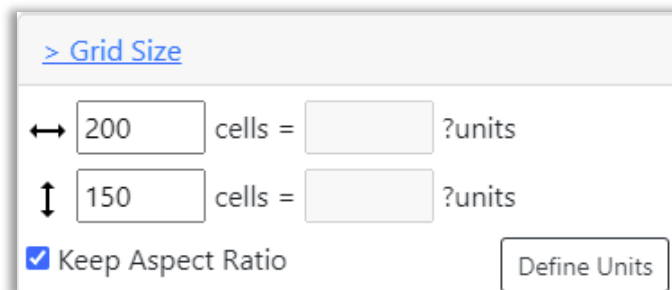 > Grid Size
200 cells = ?units
150 cells = ?units
Keep Aspect Ratio Define Units